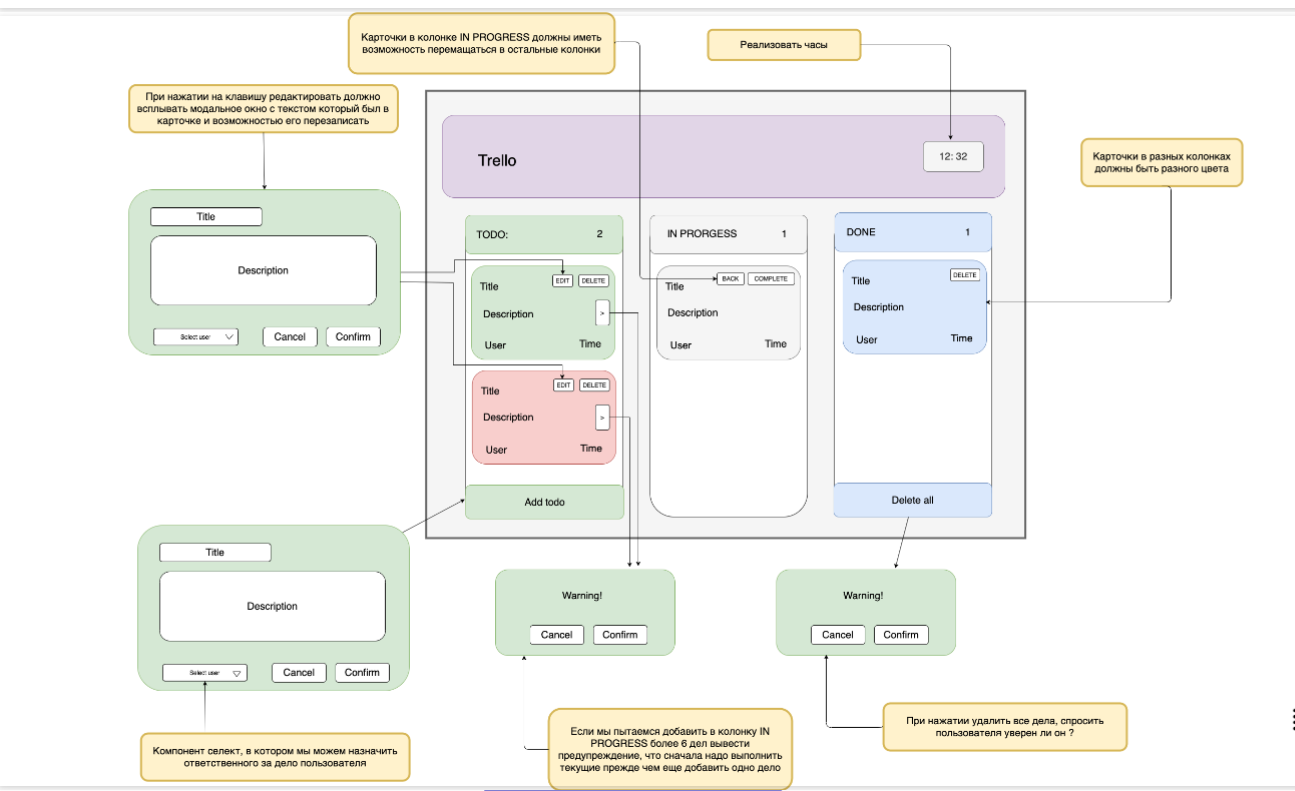 Карточки в колонке IN PROGRESS должны иметь
возможность перемещаться в остальные колонки
Реализовать часы
При нажатии на клавишу редактировать должно
всплывать модальное окно с текстом который был в
карточке и возможностью его перезаписать
Trello
12: 32
Карточки в разных колонках
должны быть разного цвета
Title
Description
Select user
Cancel
Confirm
TODO:
2
EDIT
DELETE
Title
Description
>
User
Time
EDIT
DELETE
Title
Description
>
User
Time
Add todo
IN PRORGESS
1
BACK
COMPLETE
Title
Description
User
Time
DONE
1
DELETE
Title
Description
User
Time
Delete all
Title
Description
Select user
Cancel
Confirm
Warning!
Cancel
Confirm
Warning!
Cancel
Confirm
Компонент селект, в котором мы можем назначить
ответственного за дело пользователя
Если мы пытаемся добавить в колонку IN
PROGRESS более 6 дел вывести
предупреждение, что сначала надо выполнить
текущие прежде чем еще добавить одно дело
При нажатии удалить все дела, спросить
пользователя уверен ли он ?